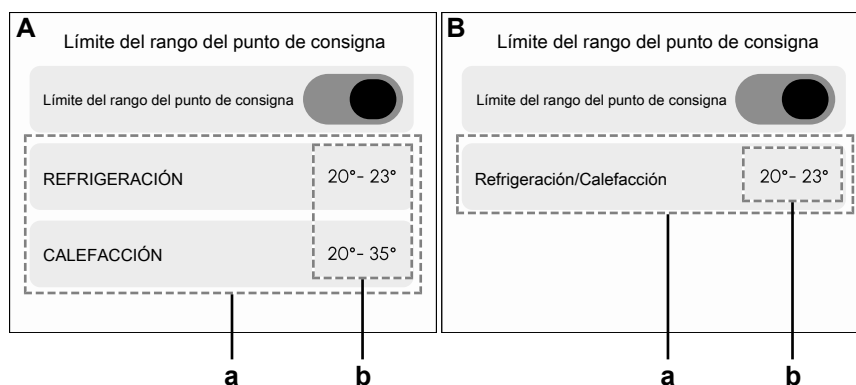 A
Límite del rango del punto de consigna
Límite del rango del punto de consigna
REFRIGERACIÓN 20°- 23°
CALEFACCIÓN 20°- 35°
a b
B
Límite del rango del punto de consigna
Límite del rango del punto de consigna
Refrigeración/Calefacción 20°- 23°
a b